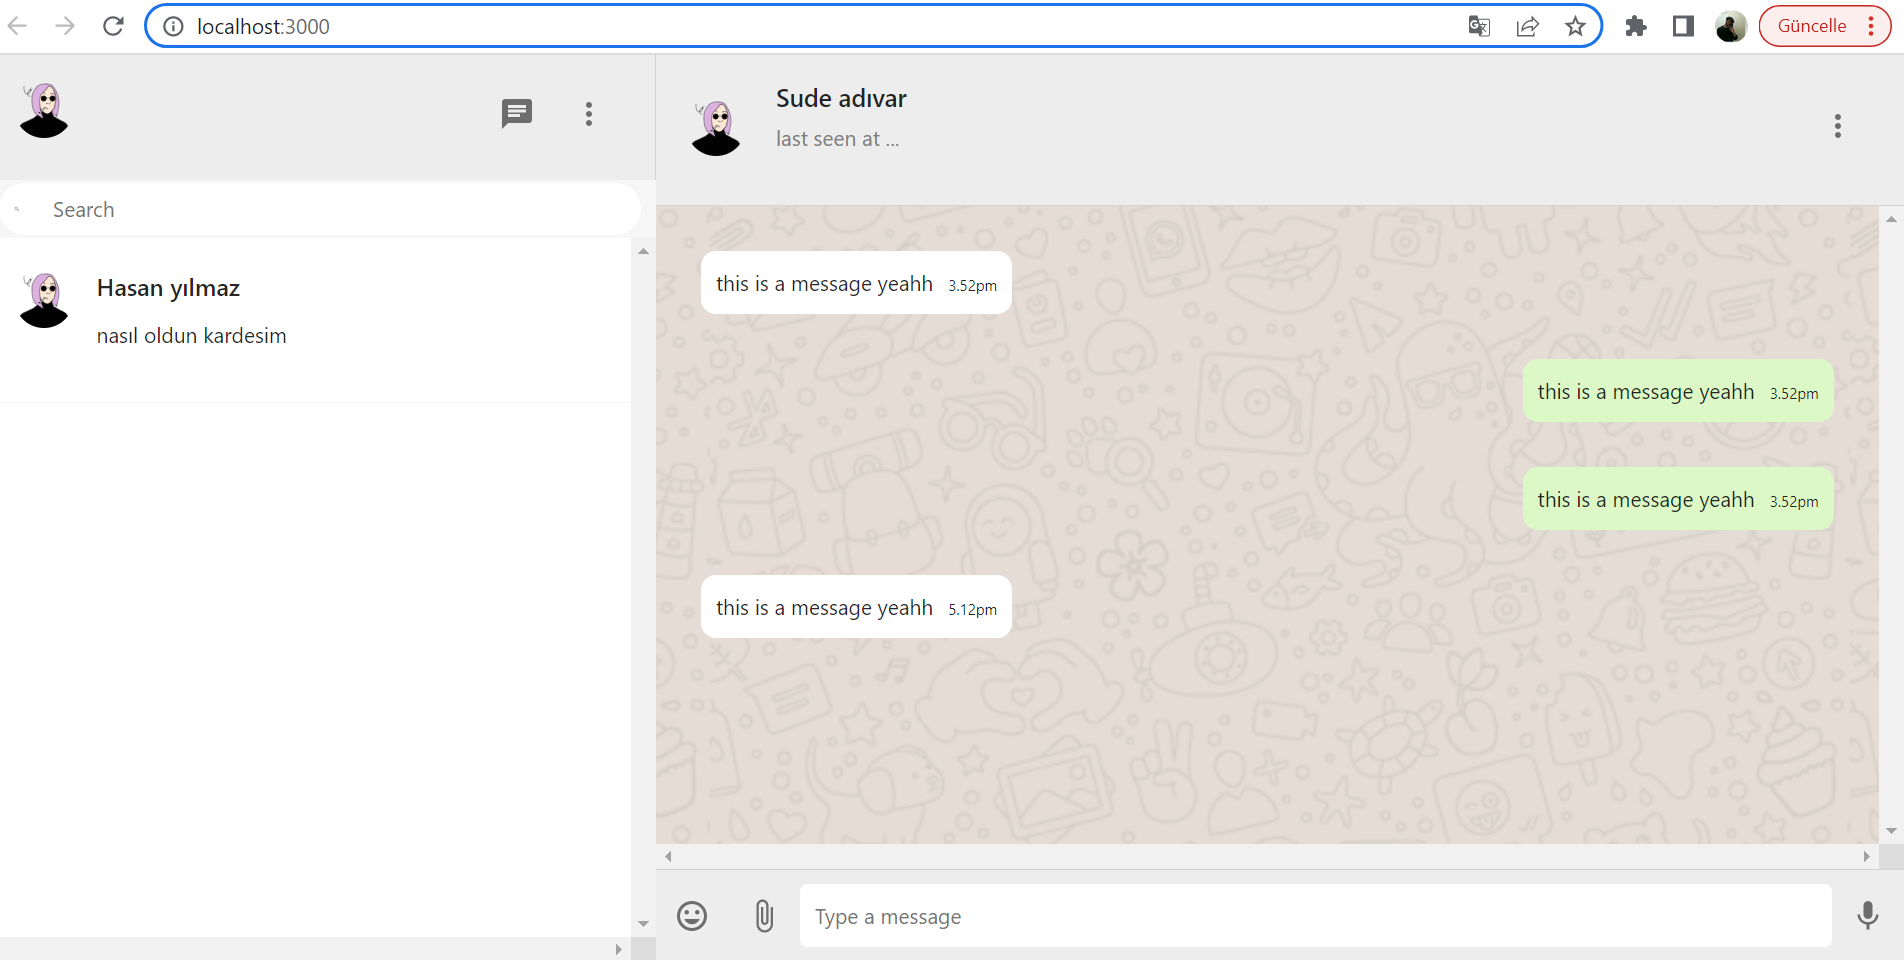 localhost:3000
Güncelle
Sude adıvar
last seen at ...
Search
Hasan yılmaz
nasıl oldun kardesim
this is a message yeahh 3.52pm
this is a message yeahh 3.52pm
this is a message yeahh 3.52pm
this is a message yeahh 5.12pm
Type a message